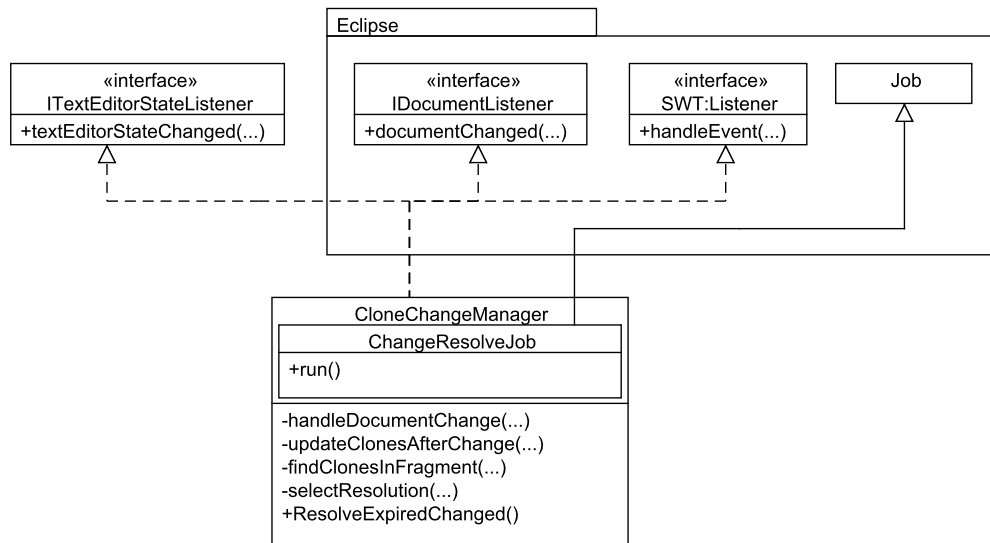 Eclipse
«interface»
ITextEditorStateListener
+textEditorStateChanged(...)
«interface»
IDocumentListener
+documentChanged(...)
«interface»
SWT:Listener
+handleEvent(...)
Job
CloneChangeManager
ChangeResolveJob
+run()
-handleDocumentChange(...)
-updateClonesAfterChange(...)
-findClonesInFragment(...)
-selectResolution(...)
+ResolveExpiredChanged()